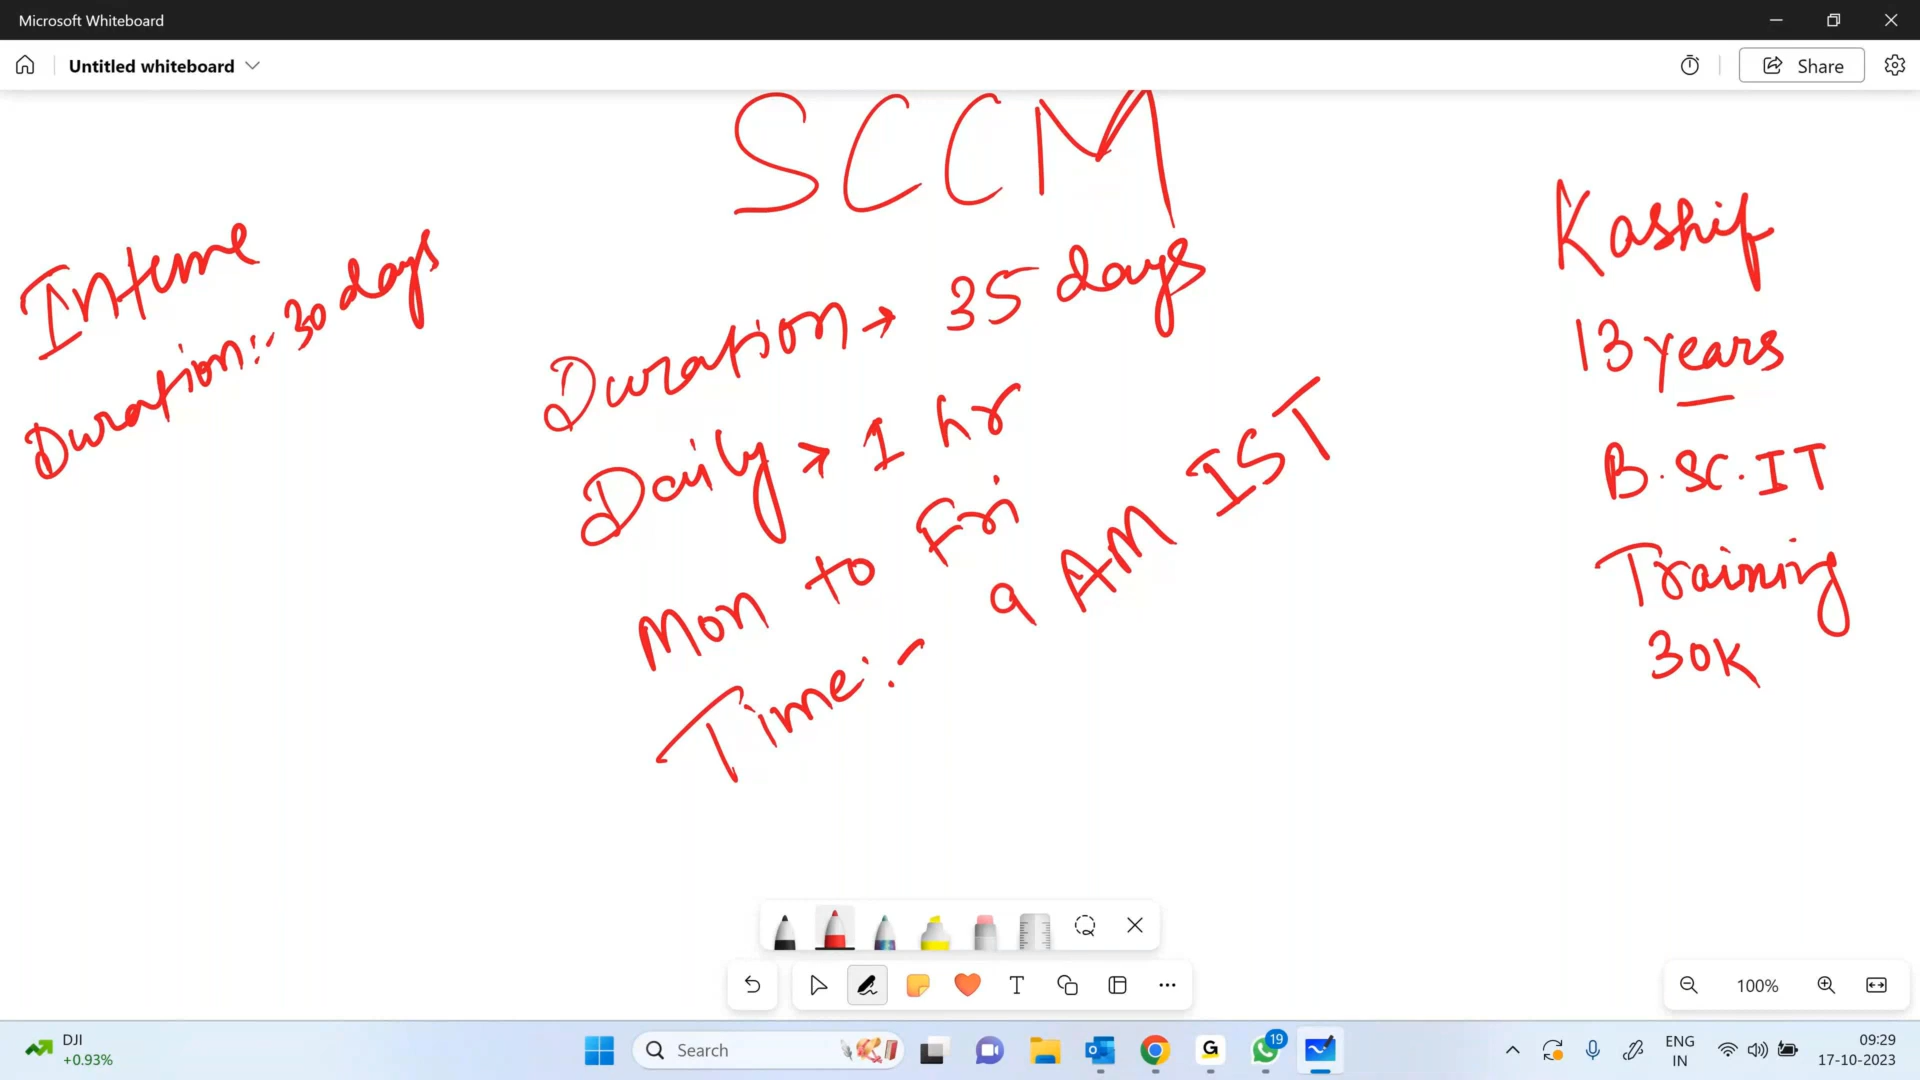 Microsoft Whiteboard
Untitled whiteboard
Share
SCCM
Duration → 35 days
Daily → 1 hr
Mon to Fri
Time:- 9 AM IST
Intune
Duration:- 30 days
Kashif
13 years
B.SC.IT
Training
30K
100%
DJI
+0.93%
Search
19
ENG
IN
09:29
17-10-2023